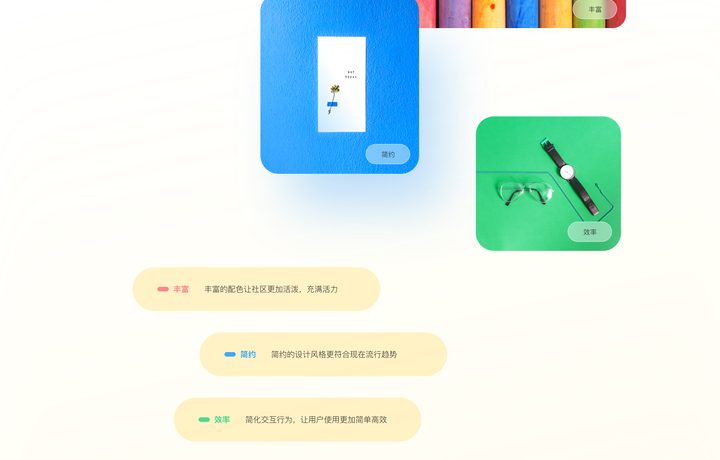 丰富
简约
效率
丰富 丰富的配色让社区更加活泼，充满活力
简约 简约的设计风格更符合现在流行趋势
效率 简化交互行为，让用户使用更加简单高效